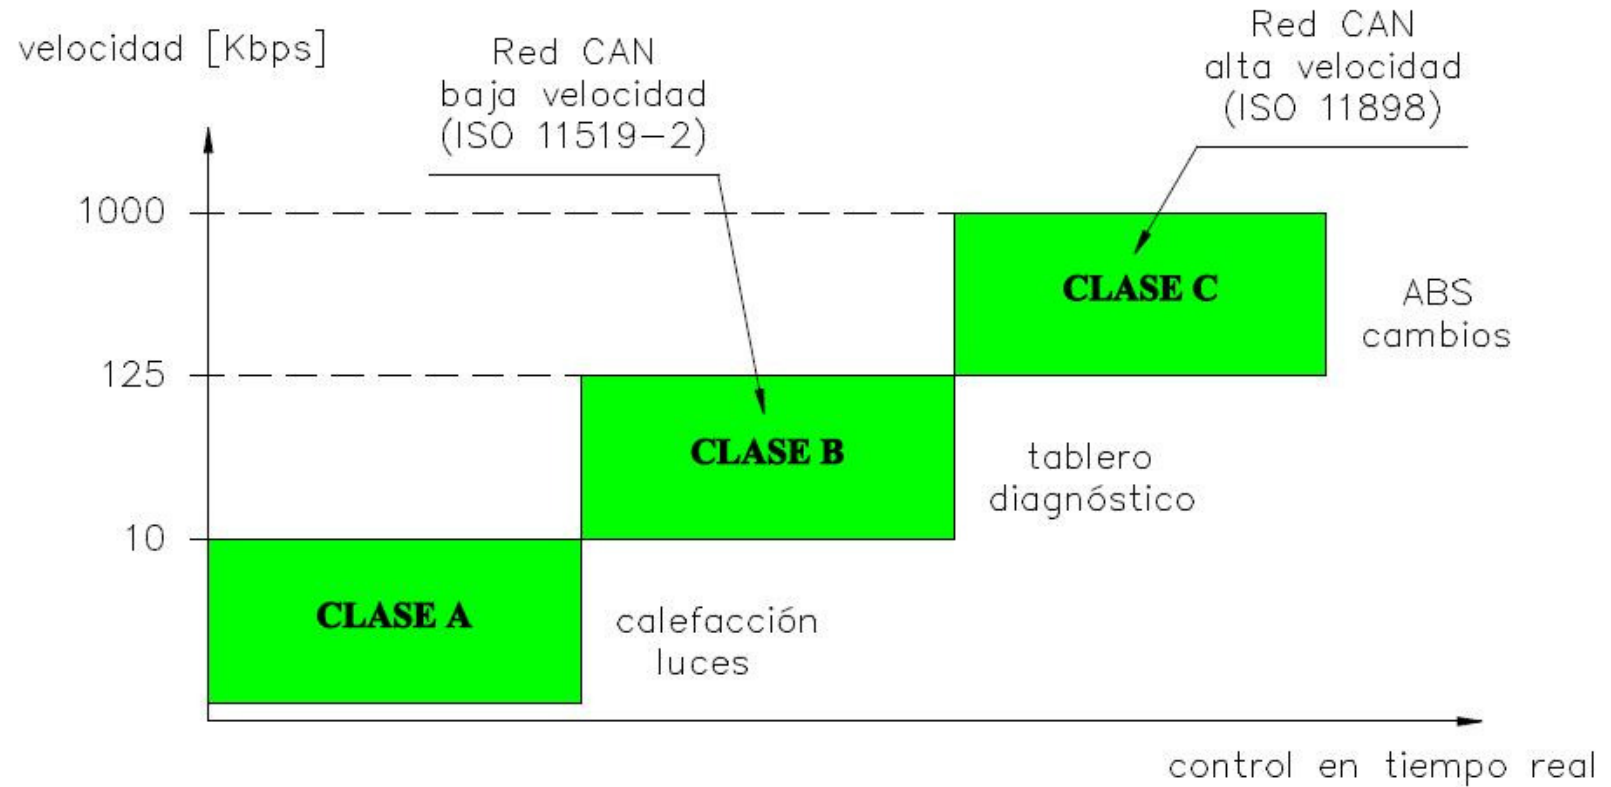 velocidad [Kbps]
Red CAN
baja velocidad
(ISO 11519-2)
Red CAN
alta velocidad
(ISO 11898)
1000
CLASE C
ABS
cambios
125
CLASE B
tablero
diagnóstico
10
CLASE A
calefacción
luces
control en tiempo real